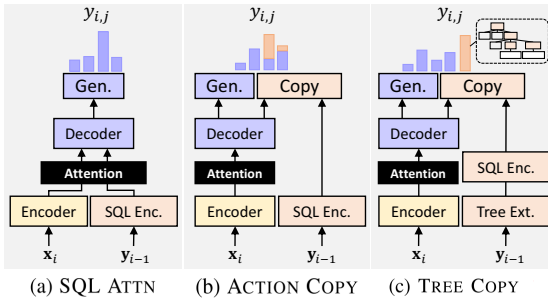 y_{i,j} y_{i,j} y_{i,j}
Gen. Gen. Copy Gen. Copy
Decoder Decoder Decoder
Attention Attention Attention
SQL Enc.
Encoder SQL Enc. Encoder SQL Enc. Encoder Tree Ext.
x_i y_{i−1} x_i y_{i−1} x_i y_{i−1}
(a) SQL ATTN (b) ACTION COPY (c) TREE COPY